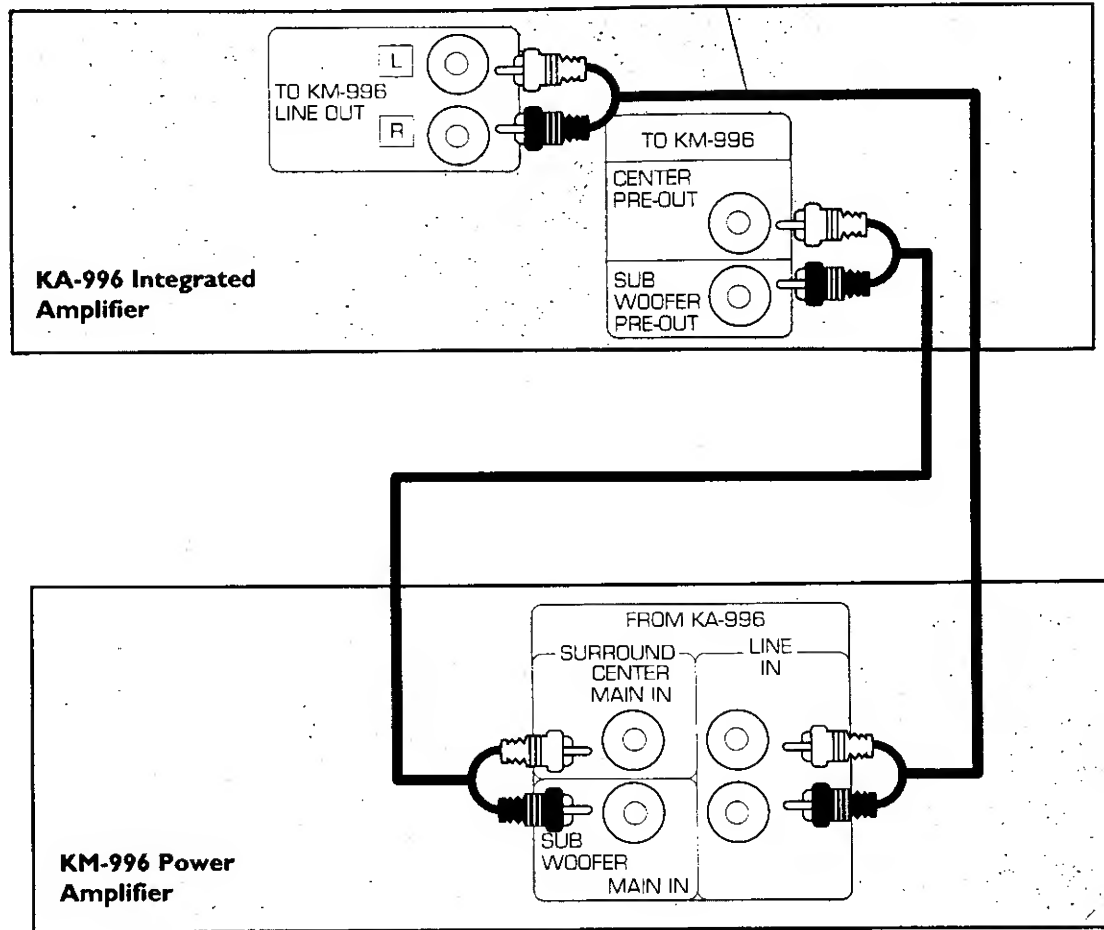 L
TO KM-996
LINE OUT
R
TO KM-996
CENTER
PRE-OUT
SUB
WOOFER
PRE-OUT
KA-996 Integrated
Amplifier
FROM KA-996
SURROUND
CENTER
MAIN IN
LINE
IN
SUB
WOOFER
MAIN IN
KM-996 Power
Amplifier